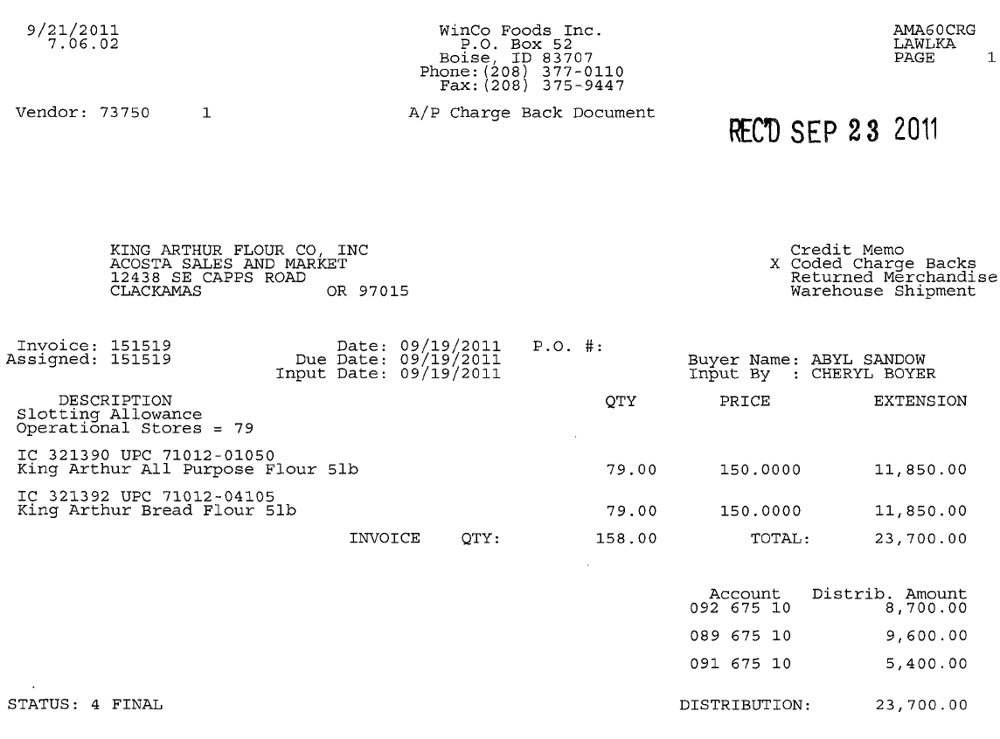 9/21/2011 WinCo Foods Inc. AMA60CRG
7.06.02 P.O. Box 52 LAWLKA
Boise, ID 83707 PAGE 1
Phone:(208) 377-0110
Fax:(208) 375-9447
Vendor: 73750 1 A/P Charge Back Document
REC'D SEP 23 2011
KING ARTHUR FLOUR CO, INC Credit Memo
ACOSTA SALES AND MARKET X Coded Charge Backs
12438 SE CAPPS ROAD Returned Merchandise
CLACKAMAS OR 97015 Warehouse Shipment
Invoice: 151519 Date: 09/19/2011 P.O. #:
Assigned: 151519 Due Date: 09/19/2011 Buyer Name: ABYL SANDOW
Input Date: 09/19/2011 Input By : CHERYL BOYER
DESCRIPTION QTY PRICE EXTENSION
Slotting Allowance
Operational Stores = 79
IC 321390 UPC 71012-01050
King Arthur All Purpose Flour 5lb 79.00 150.0000 11,850.00
IC 321392 UPC 71012-04105
King Arthur Bread Flour 5lb 79.00 150.0000 11,850.00
INVOICE QTY: 158.00 TOTAL: 23,700.00
Account Distrib. Amount
092 675 10 8,700.00
089 675 10 9,600.00
091 675 10 5,400.00
STATUS: 4 FINAL DISTRIBUTION: 23,700.00